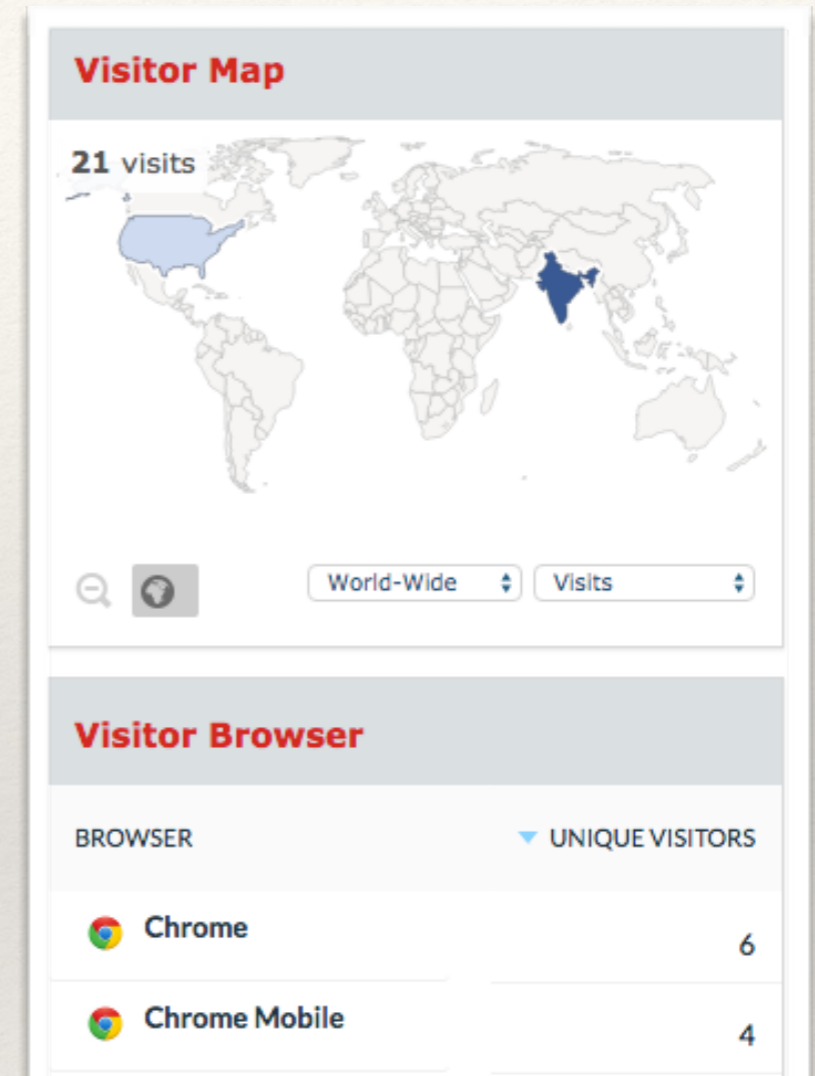 Visitor Map
21 visits
World-Wide Visits
Visitor Browser
BROWSER UNIQUE VISITORS
Chrome 6
Chrome Mobile 4